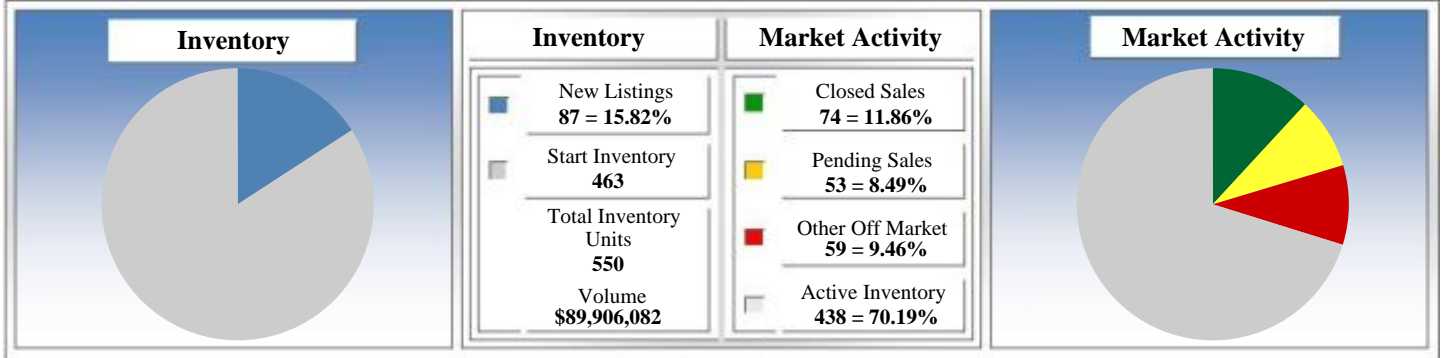 Inventory
Inventory
New Listings
87 = 15.82%
Start Inventory
463
Total Inventory
Units
550
Volume
$89,906,082
Market Activity
Closed Sales
74 = 11.86%
Pending Sales
53 = 8.49%
Other Off Market
59 = 9.46%
Active Inventory
438 = 70.19%
Market Activity